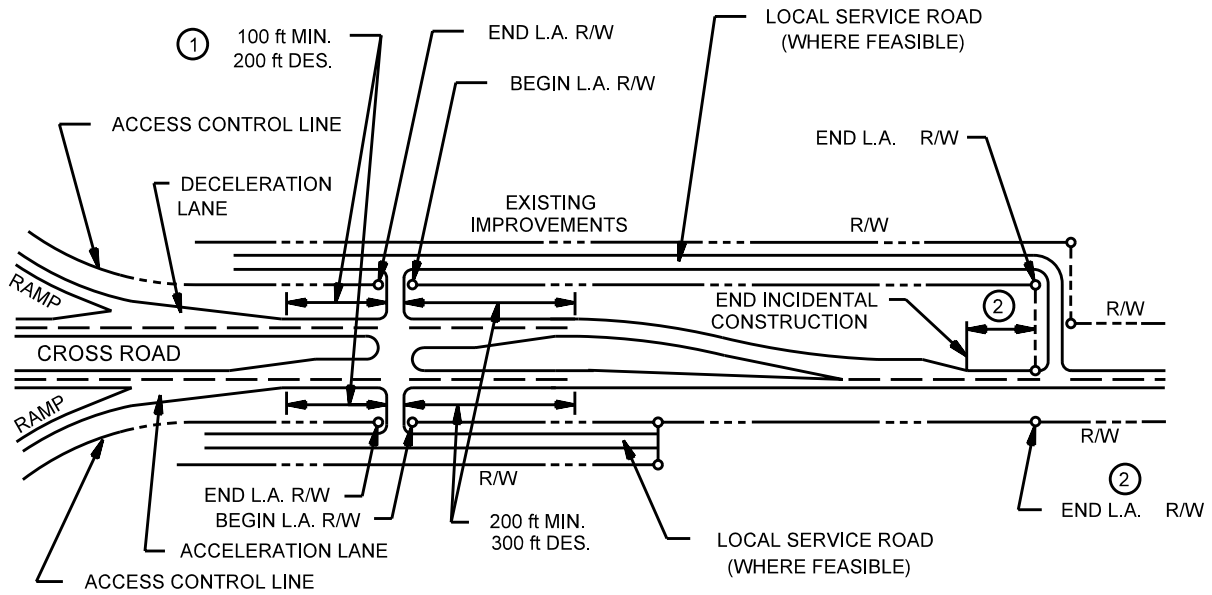 1
100 ft MIN.
200 ft DES.
END L.A. R/W
LOCAL SERVICE ROAD
(WHERE FEASIBLE)
BEGIN L.A. R/W
ACCESS CONTROL LINE
END L.A. R/W
DECELERATION
LANE
EXISTING
IMPROVEMENTS
R/W
RAMP
END INCIDENTAL
CONSTRUCTION
2
R/W
CROSS ROAD
RAMP
R/W
R/W
2
END L.A. R/W
BEGIN L.A. R/W
200 ft MIN.
300 ft DES.
END L.A. R/W
LOCAL SERVICE ROAD
(WHERE FEASIBLE)
ACCELERATION LANE
ACCESS CONTROL LINE